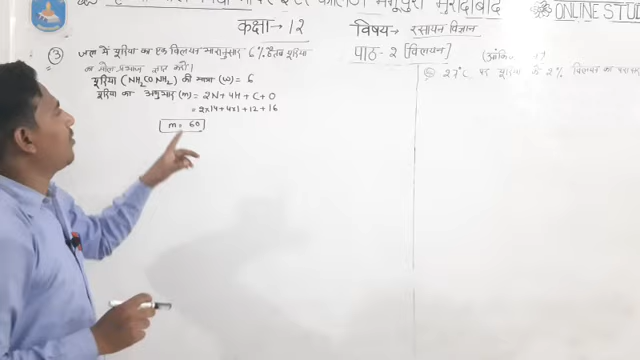 ONLINE STUD
कक्षा→ 12
विषय→ रसायन विज्ञान
पाठ- 2 [विलयन]
③ जल में यूरिया का एक विलयन भारानुसार 6% है तब यूरिया
का मोल प्रभाज ज्ञात करो।
यूरिया (NH₂CONH₂) की मात्रा (w) = 6
यूरिया का अणुभार (m) = 2N + 4H + C + O
= 2×14 + 4×1 + 12 + 16
m = 60
27°C पर यूरिया के 2% विलयन का